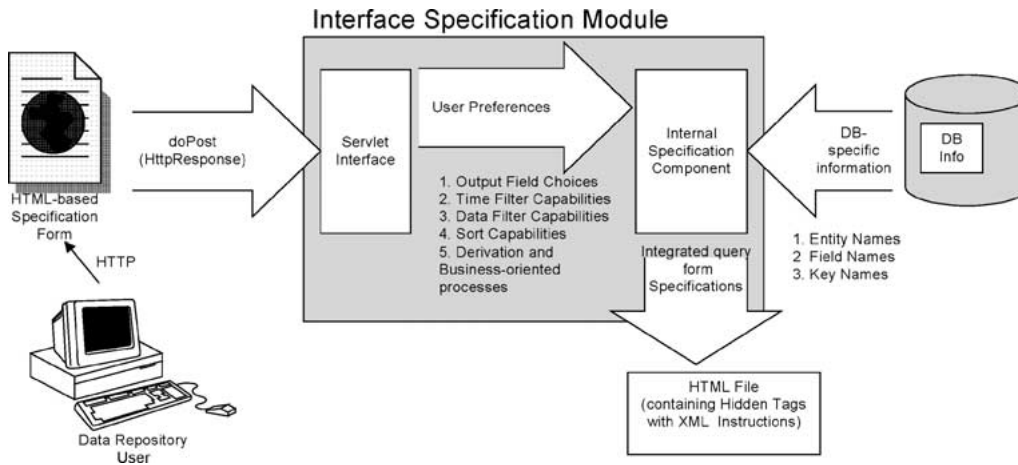 Interface Specification Module
doPost
(HttpResponse)
Servlet
Interface
User Preferences
1. Output Field Choices
2. Time Filter Capabilities
3. Data Filter Capabilities
4. Sort Capabilities
5. Derivation and
Business-oriented
processes
Internal
Specification
Component
DB-
specific
information
DB
Info
1. Entity Names
2 Field Names
3. Key Names
HTML-based
Specification
Form
HTTP
Data Repository
User
Integrated query
form
Specifications
HTML File
(containing Hidden Tags
with XML Instructions)